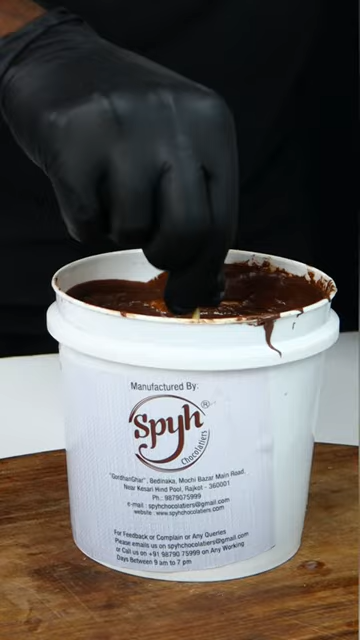 Manufactured By:
Spyh®
Chocolatiers
"GordhanGhat", Bedinaka, Mochi Bazar Main Road,
Near Kesari Hind Pool, Rajkot - 360001
Ph : 9879075999
e-mail : spyhchocolatiers@gmail.com
website : www.spyhchocolatiers.com
For Feedback or Complain or Any Queries
Please emails us on spyhchocolatiers@gmail.com
or Call us on +91 98790 75999 on Any Working
Days Between 9 am to 7 pm